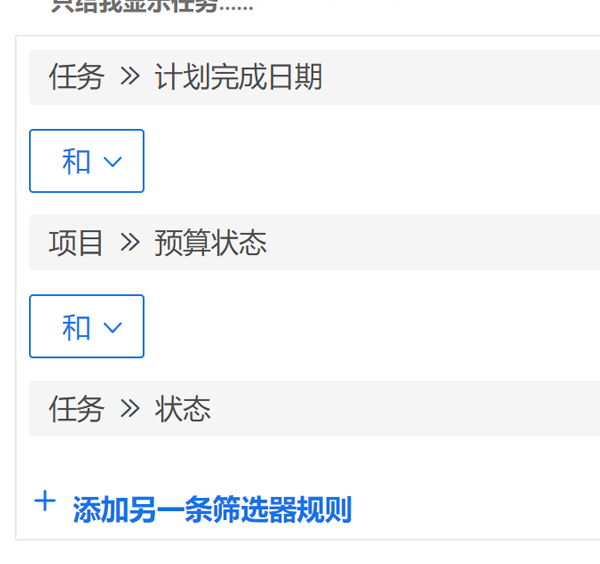 只给我显示任务......
任务 » 计划完成日期
和
项目 » 预算状态
和
任务 » 状态
+ 添加另一条筛选器规则